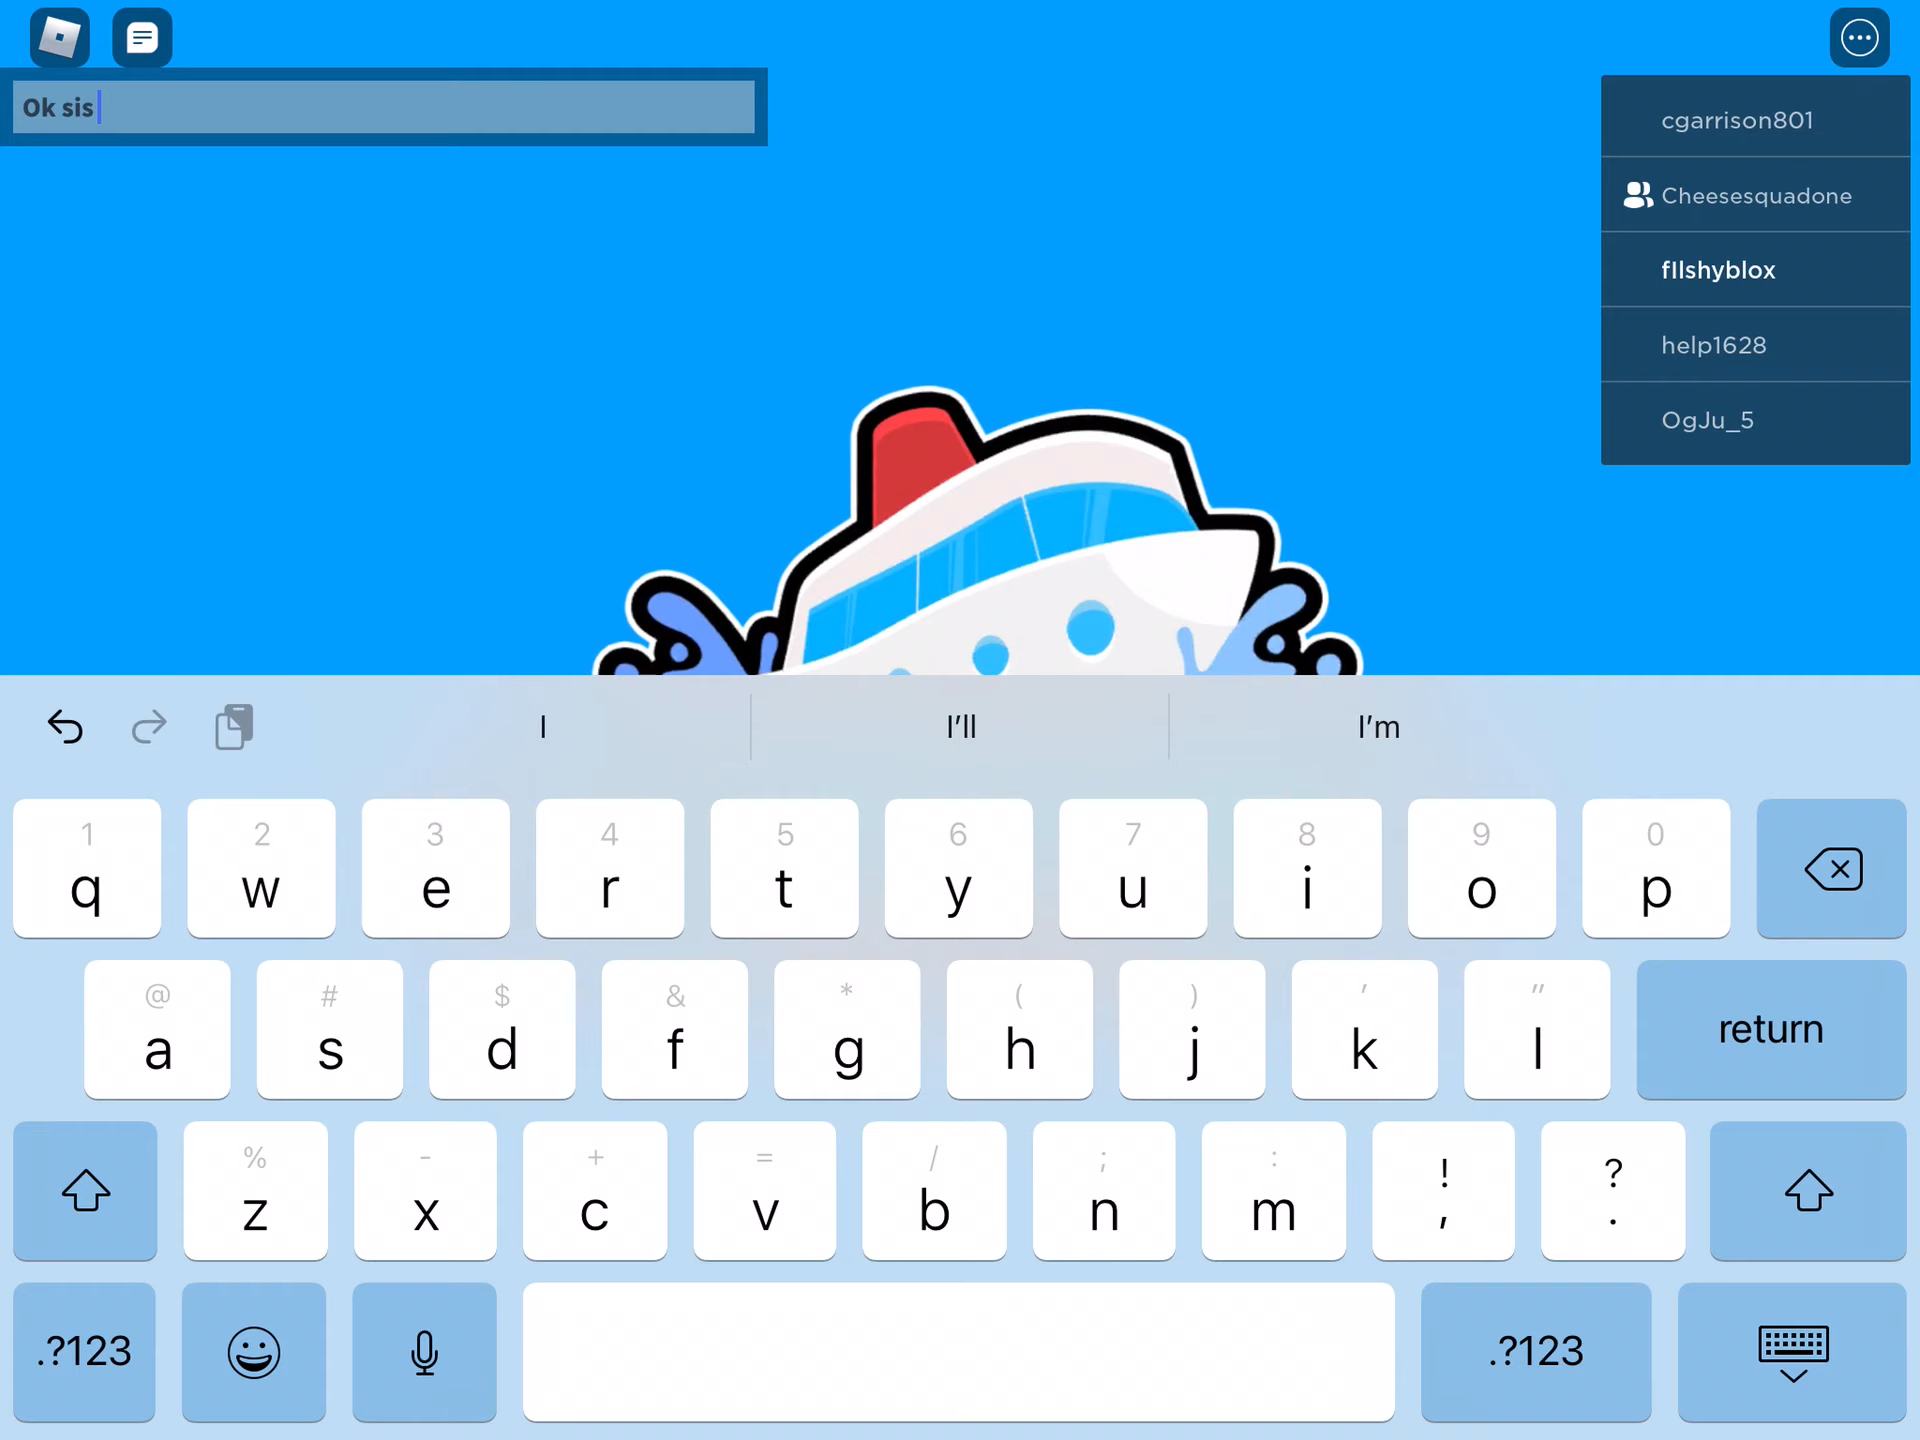 Ok sis
cgarrison801
Cheesesquadone
fIlshyblox
help1628
OgJu_5
I I'll I'm
1 2 3 4 5 6 7 8 9 0
q w e r t y u i o p
@ # $ & * ( ) ' "
a s d f g h j k l return
% - + = / ; : ! ?
z x c v b n m , .
.?123 .?123